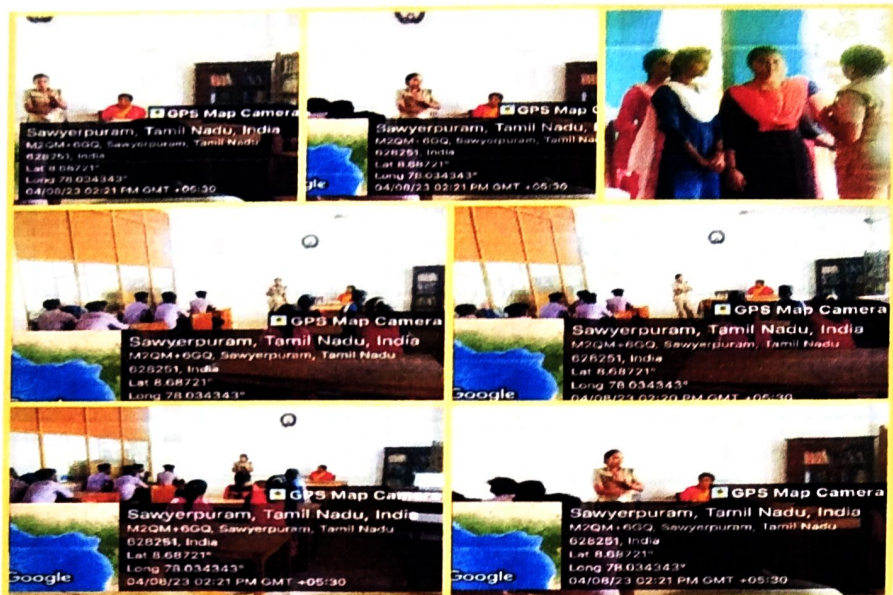 GPS Map Camera
Sawyerpuram, Tamil Nadu, India
M2QM+6GQ, Sawyerpuram, Tamil Nadu
628251, India
Lat 8.68721°
Long 78.034343°
04/08/23 02:21 PM GMT +05:30
GPS Map C
Sawyerpuram, Tamil Nadu,
M2QM+6GQ, Sawyerpuram, Tamil Nadu
628251, India
Lat 8.68721°
Long 78.034343°
gle
04/08/23 02:21 PM GMT +05:30
GPS Map Camera
Sawyerpuram, Tamil Nadu, India
M2QM+6GQ, Sawyerpuram, Tamil Nadu
628251, India
Lat 8.68721°
Long 78.034343°
Google
GPS Map Camera
Sawyerpuram, Tamil Nadu, India
M2QM+6GQ, Sawyerpuram, Tamil Nadu
628251, India
Lat 8.68721°
Long 78.034343°
Google
04/08/23 02:20 PM GMT +05:30
GPS Map Camera
Sawyerpuram, Tamil Nadu, India
M2QM+6GQ, Sawyerpuram, Tamil Nadu
628251, India
Lat 8.68721°
Long 78.034343°
Google
04/08/23 02:21 PM GMT +05:30
GPS Map Camera
Sawyerpuram, Tamil Nadu, India
M2QM+6GQ, Sawyerpuram, Tamil Nadu
628251, India
Lat 8.68721°
Long 78.034343°
Google
04/08/23 02:21 PM GMT +05:30